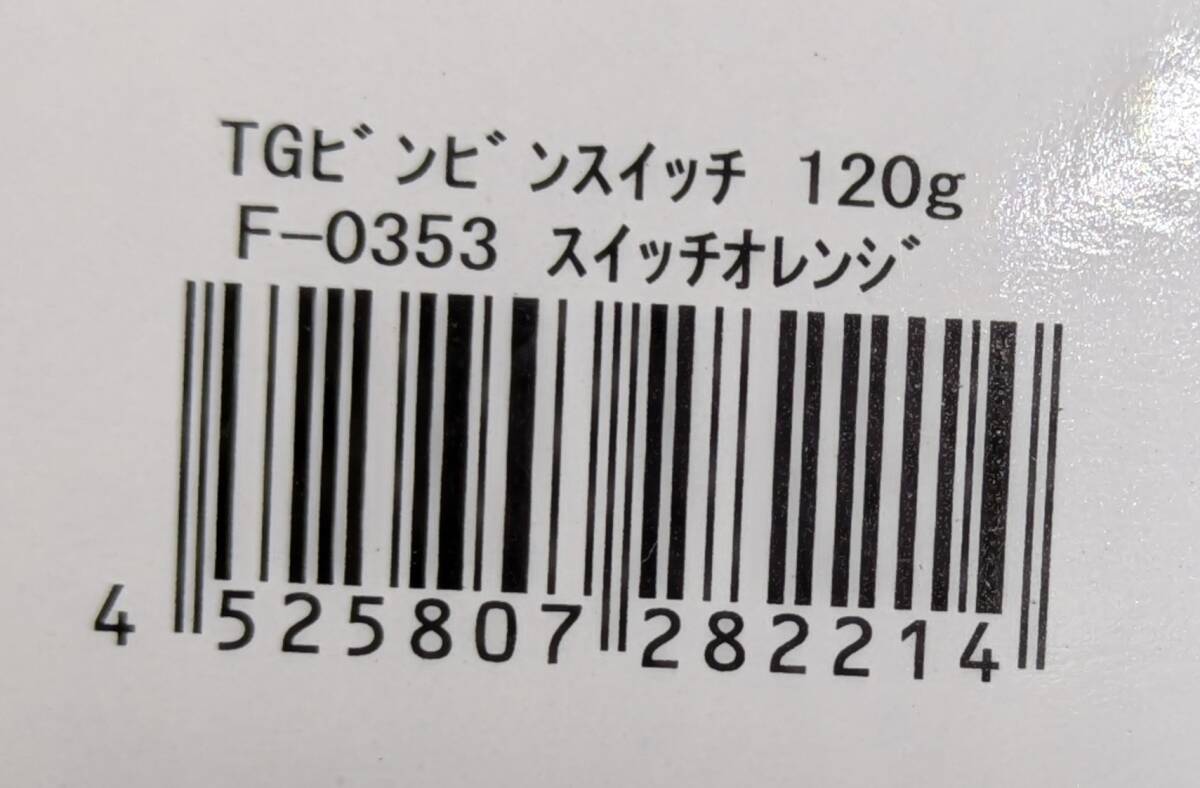 TGﾋﾞﾝﾋﾞﾝｽｲｯﾁ 120g
F-0353 ｽｲｯﾁｵﾚﾝｼﾞ
4 525807 282214